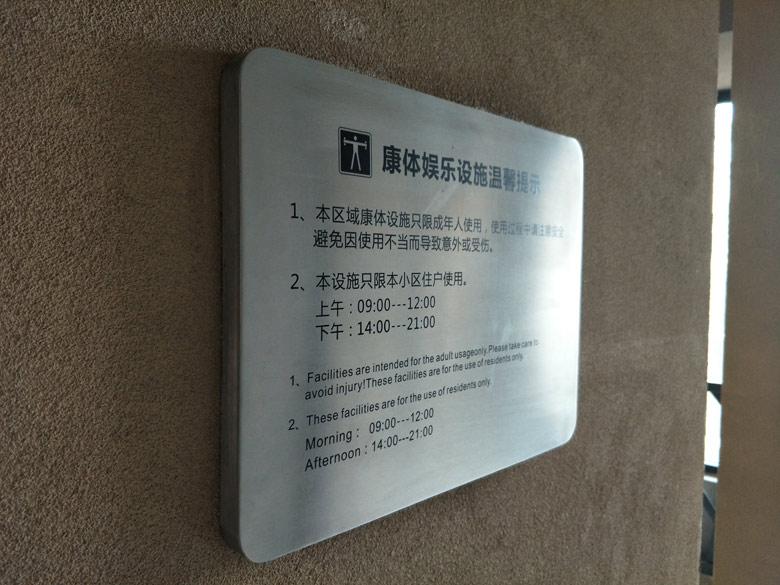 康体娱乐设施温馨提示
1、本区域康体设施只限成年人使用，使用过程中请注意安全
避免因使用不当而导致意外或受伤。
2、本设施只限本小区住户使用。
上午：09:00---12:00
下午：14:00---21:00
1、Facilities are intended for the adult usageonly.Please take care to
avoid injury!These facilities are for the use of residents only.
2、These facilities are for the use of residents only.
Morning： 09:00---12:00
Afternoon：14:00---21:00